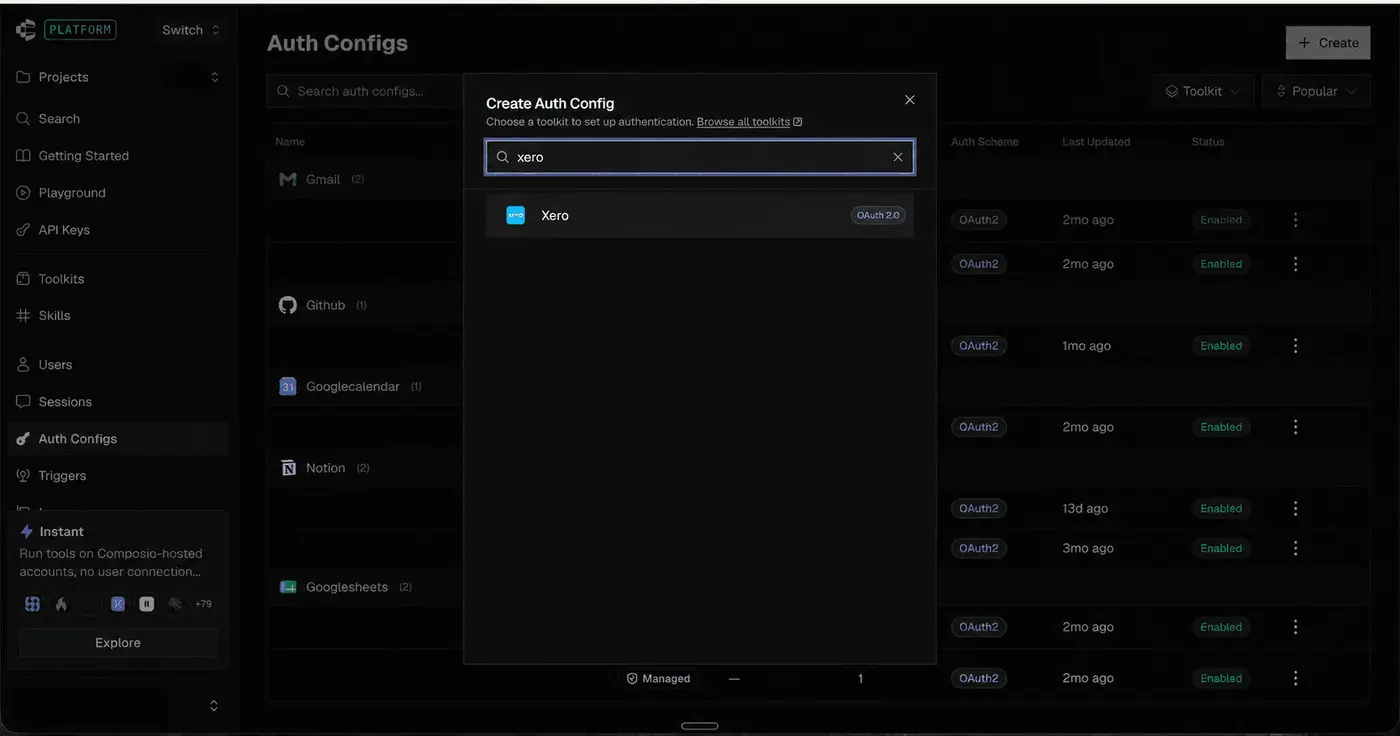 PLATFORM
Switch
Projects
Search
Getting Started
Playground
API Keys
Toolkits
Skills
Users
Sessions
Auth Configs
Triggers
Instant
Run tools on Composio-hosted
accounts, no user connection...
+79
Explore
Auth Configs
+ Create
Search auth configs...
Toolkit
Popular
Name
Auth Scheme
Last Updated
Status
Gmail (2)
OAuth2 2mo ago Enabled
OAuth2 2mo ago Enabled
Github (1)
OAuth2 1mo ago Enabled
31 Googlecalendar (1)
OAuth2 2mo ago Enabled
Notion (2)
OAuth2 13d ago Enabled
OAuth2 3mo ago Enabled
Googlesheets (2)
OAuth2 2mo ago Enabled
Managed — 1 OAuth2 2mo ago Enabled
Create Auth Config
Choose a toolkit to set up authentication. Browse all toolkits
xero
xero Xero OAuth 2.0